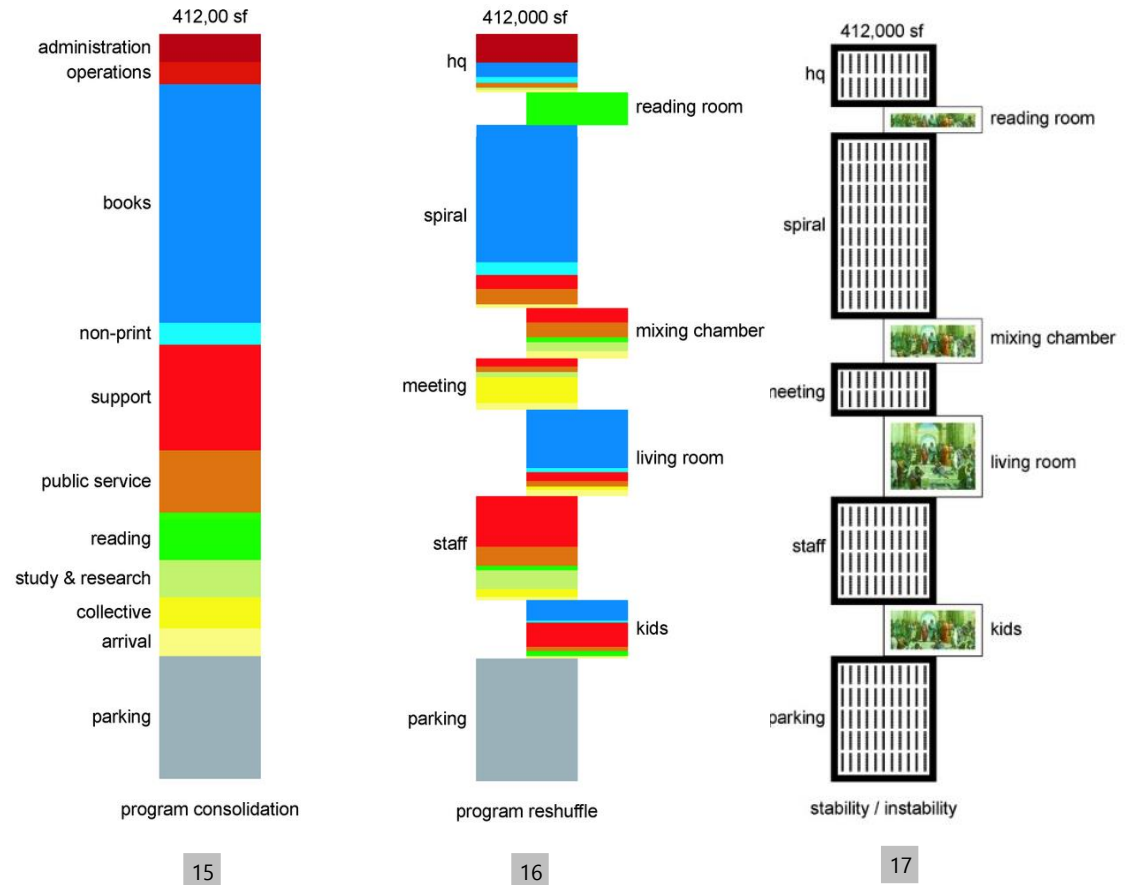 412,00 sf
administration
operations
books
non-print
support
public service
reading
study & research
collective
arrival
parking
program consolidation
15
412,000 sf
hq
reading room
spiral
mixing chamber
meeting
living room
staff
kids
parking
program reshuffle
16
412,000 sf
hq
reading room
spiral
mixing chamber
neeting
living room
staff
kids
parking
stability / instability
17